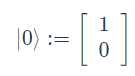 |0⟩ := [ 1
0 ]